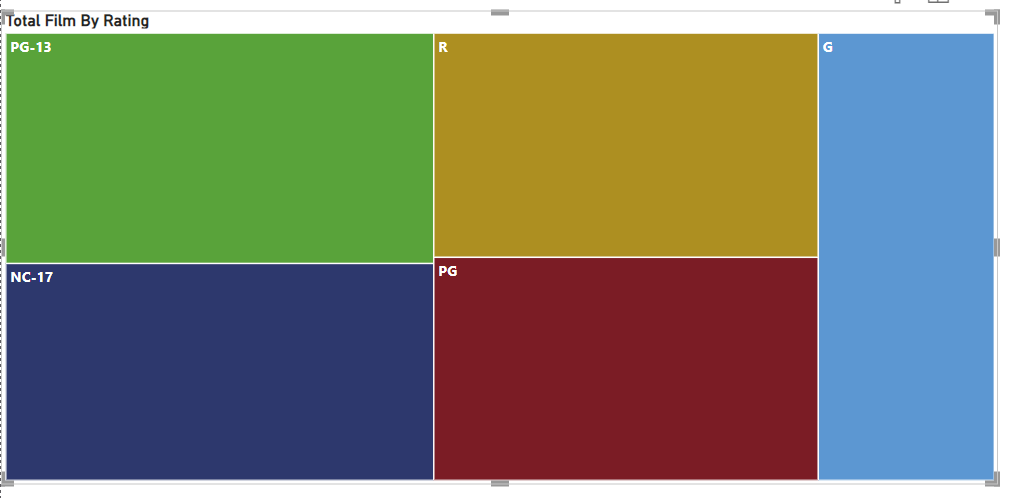 Total Film By Rating
PG-13
R
G
NC-17
PG